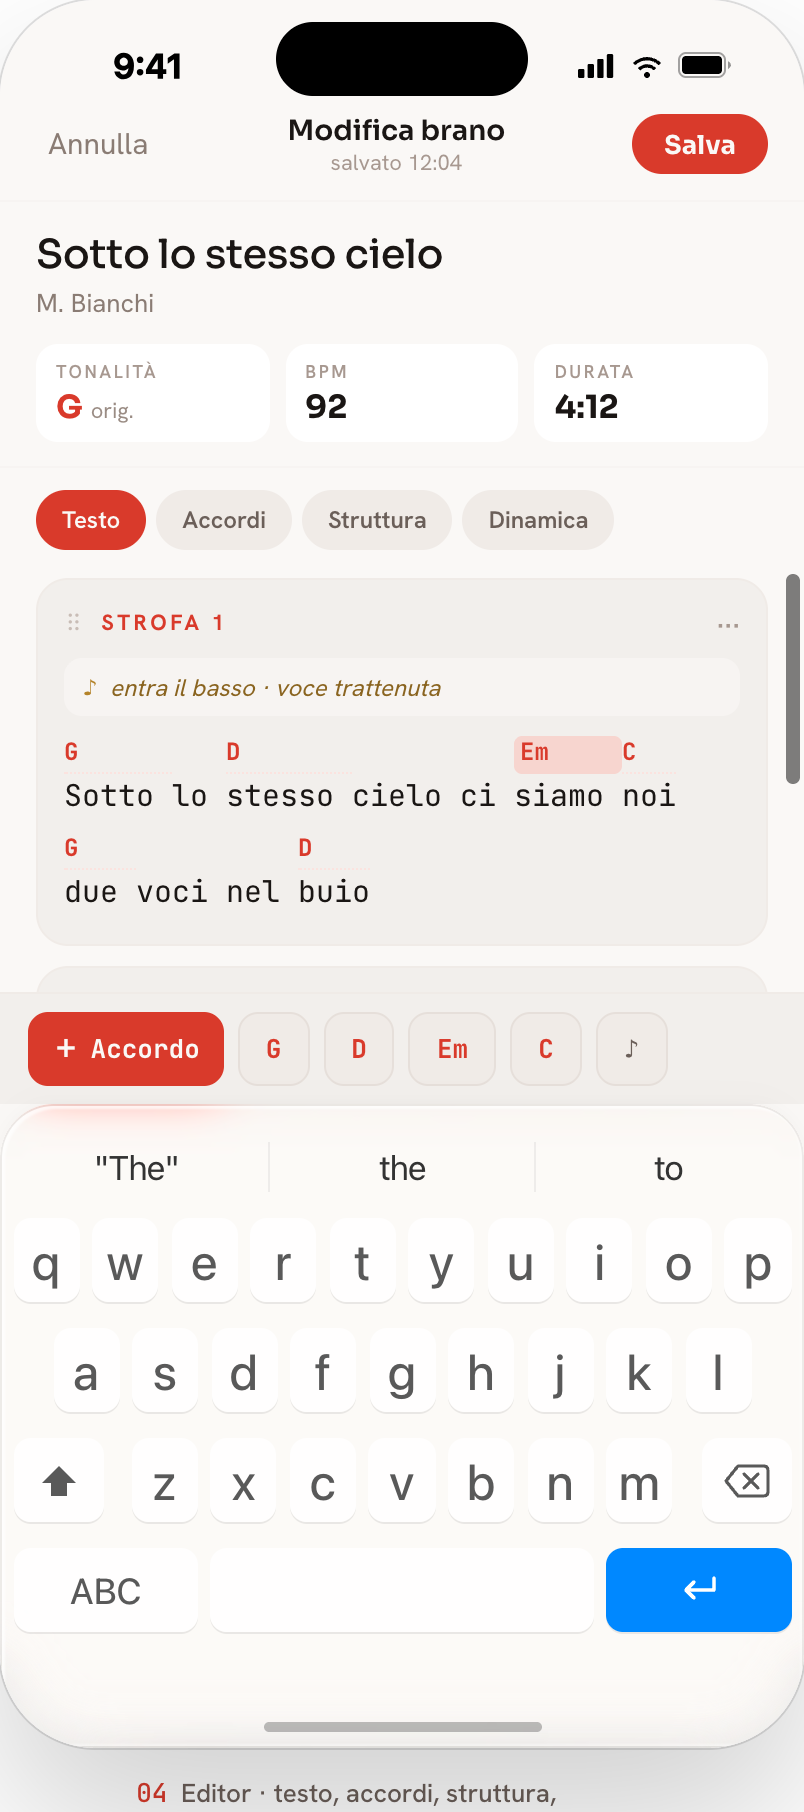 9:41
Annulla
Modifica brano
salvato 12:04
Salva
Sotto lo stesso cielo
M. Bianchi
TONALITÀ
G orig.
BPM
92
DURATA
4:12
Testo
Accordi
Struttura
Dinamica
STROFA 1
...
♪ entra il basso · voce trattenuta
G D Em C
Sotto lo stesso cielo ci siamo noi
G D
due voci nel buio
+ Accordo
G
D
Em
C
♪
"The"
the
to
q w e r t y u i o p
a s d f g h j k l
z x c v b n m
ABC
04 Editor · testo, accordi, struttura,